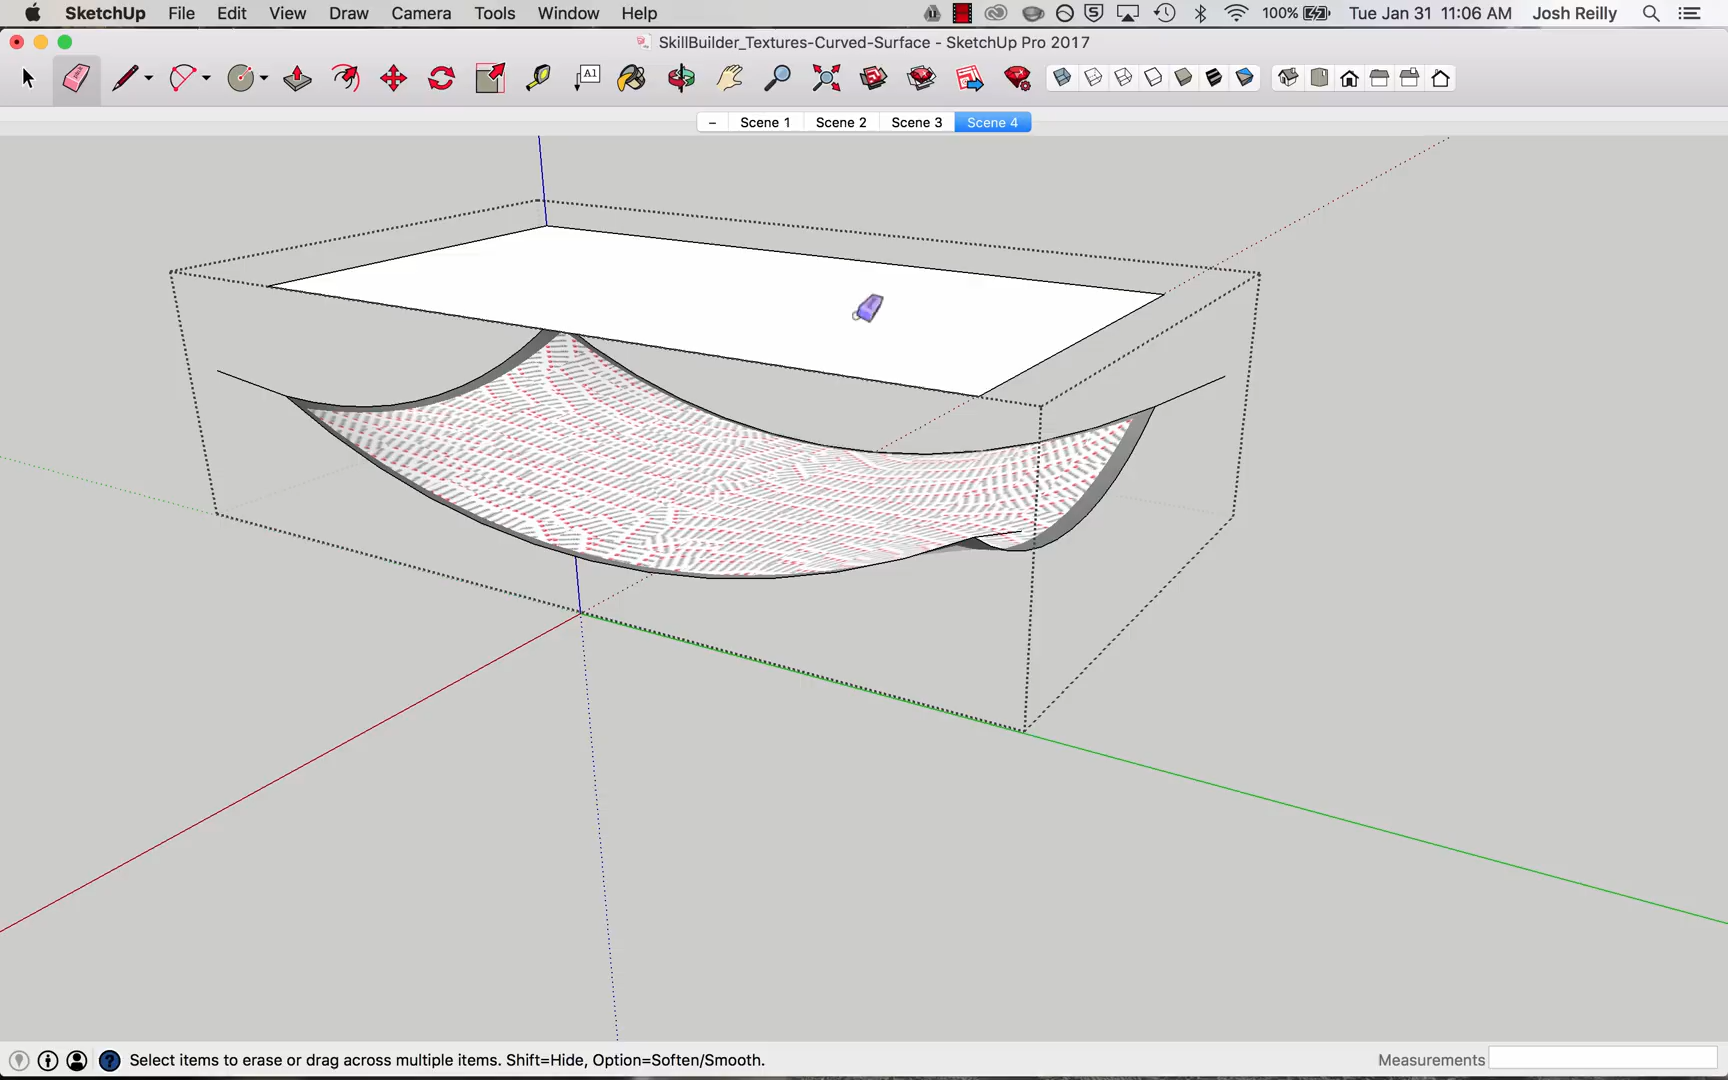 SketchUp File Edit View Draw Camera Tools Window Help 100% Tue Jan 31 11:06 AM Josh Reilly
SkillBuilder_Textures-Curved-Surface - SketchUp Pro 2017
A1
– Scene 1 Scene 2 Scene 3 Scene 4
Select items to erase or drag across multiple items. Shift=Hide, Option=Soften/Smooth. Measurements